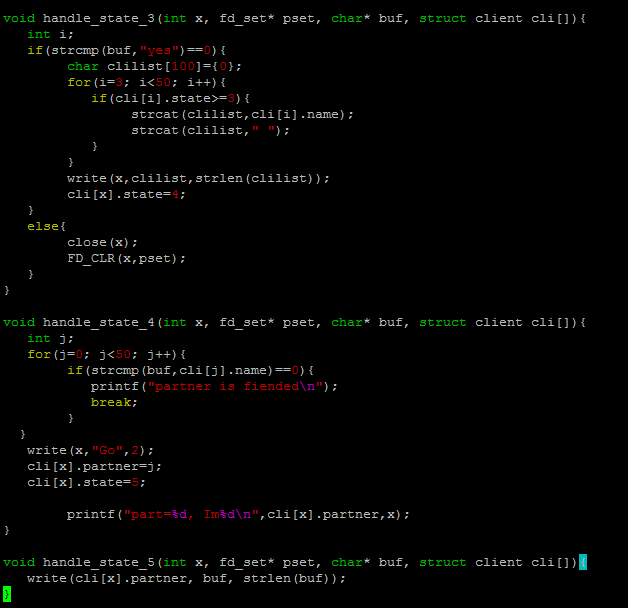 void handle_state_3(int x, fd_set* pset, char* buf, struct client cli[]){
   int i;
   if(strcmp(buf,"yes")==0){
        char clilist[100]={0};
        for(i=3; i<50; i++){
           if(cli[i].state>=3){
                strcat(clilist,cli[i].name);
                strcat(clilist," ");
           }
        }
        write(x,clilist,strlen(clilist));
        cli[x].state=4;
   }
   else{
        close(x);
        FD_CLR(x,pset);
   }
}

void handle_state_4(int x, fd_set* pset, char* buf, struct client cli[]){
   int j;
   for(j=0; j<50; j++){
        if(strcmp(buf,cli[j].name)==0){
           printf("partner is fiended\n");
           break;
        }
  }
   write(x,"Go",2);
   cli[x].partner=j;
   cli[x].state=5;

        printf("part=%d, Im%d\n",cli[x].partner,x);
}

void handle_state_5(int x, fd_set* pset, char* buf, struct client cli[]){
   write(cli[x].partner, buf, strlen(buf));
}